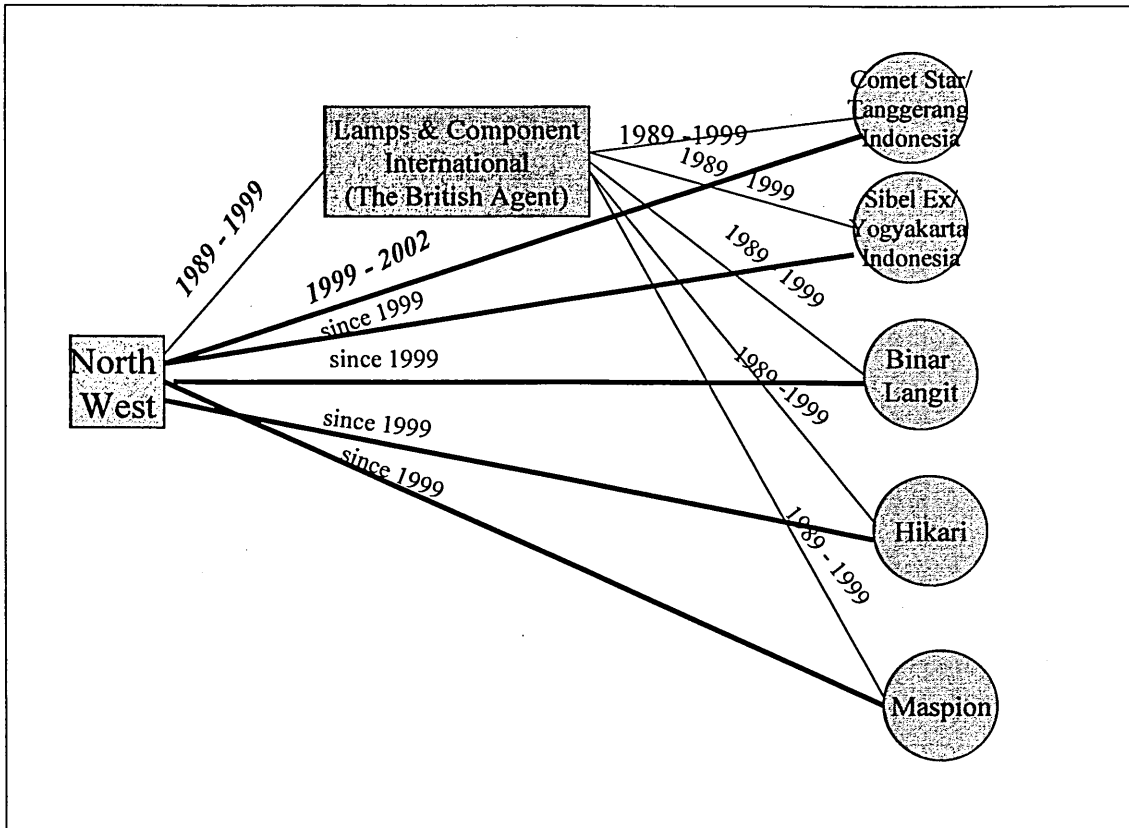 Comet Star/
Tanggerang
Indonesia
Lamps & Component
International
(The British Agent)
1989 -1999
1989 - 1999
Sibel Ex/
Yogyakarta
Indonesia
1989 - 1999
1989 - 1999
1999 - 2002
since 1999
North
West
since 1999
Binar
Langit
1989 -1999
since 1999
since 1999
Hikari
1989 - 1999
Maspion